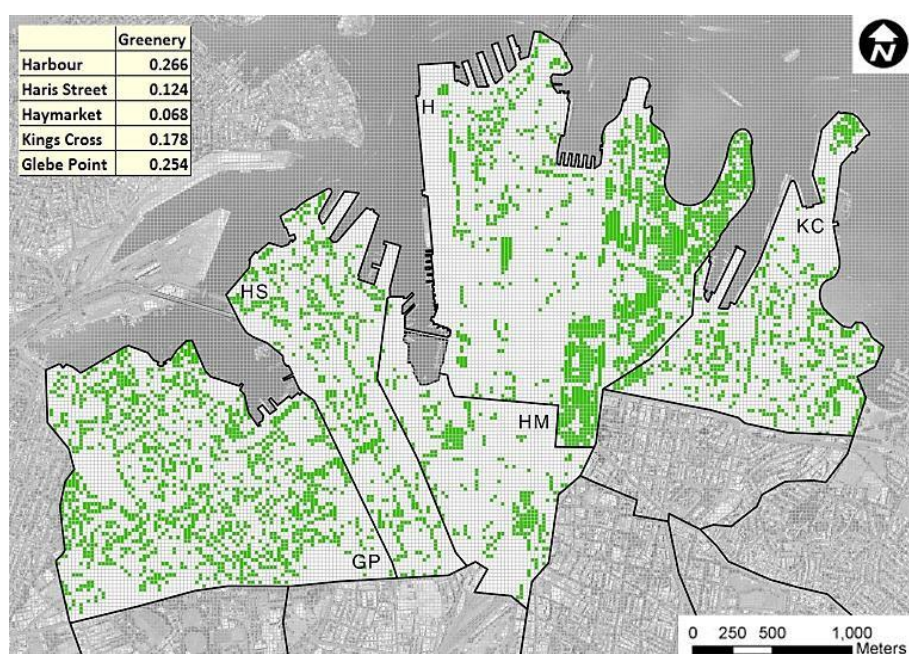 Greenery
Harbour 0.266
Haris Street 0.124
Haymarket 0.068
Kings Cross 0.178
Glebe Point 0.254
N
H
KC
HS
HM
GP
0 250 500 1,000
Meters